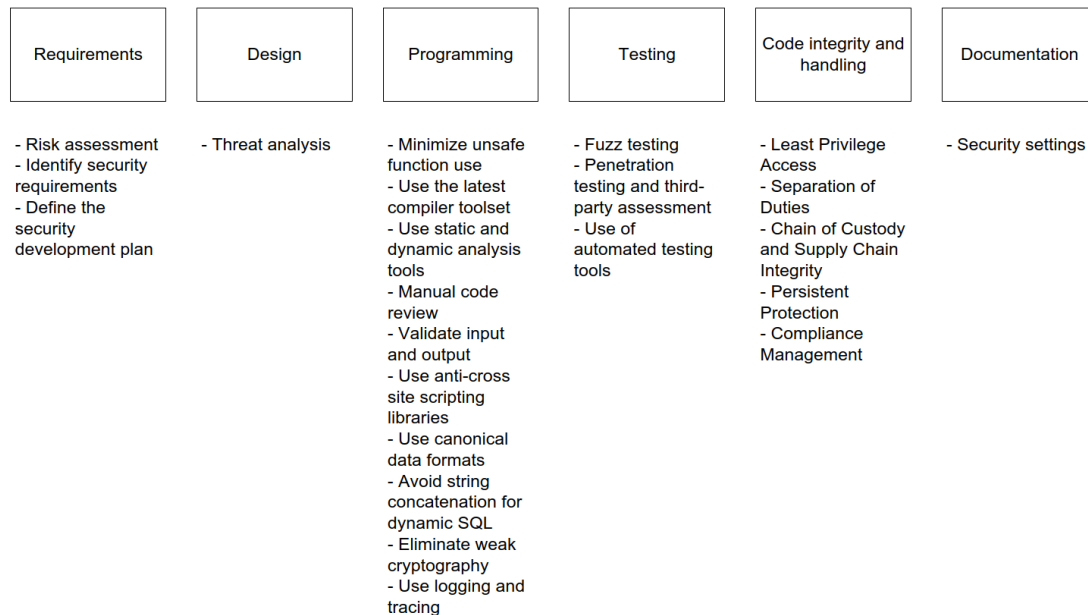 Requirements
Design
Programming
Testing
Code integrity and
handling
Documentation
- Risk assessment
- Identify security
requirements
- Define the
security
development plan
- Threat analysis
- Minimize unsafe
function use
- Use the latest
compiler toolset
- Use static and
dynamic analysis
tools
- Manual code
review
- Validate input
and output
- Use anti-cross
site scripting
libraries
- Use canonical
data formats
- Avoid string
concatenation for
dynamic SQL
- Eliminate weak
cryptography
- Use logging and
tracing
- Fuzz testing
- Penetration
testing and third-
party assessment
- Use of
automated testing
tools
- Least Privilege
Access
- Separation of
Duties
- Chain of Custody
and Supply Chain
Integrity
- Persistent
Protection
- Compliance
Management
- Security settings